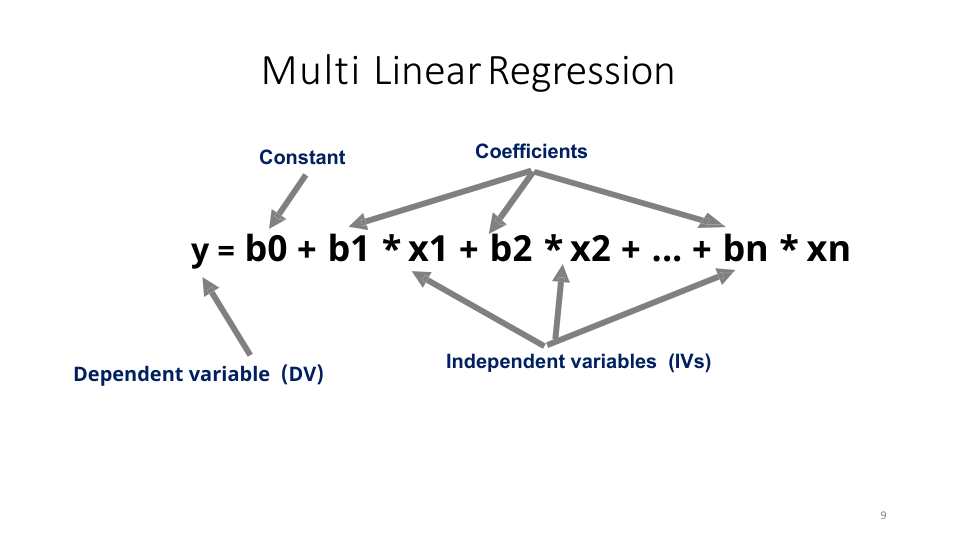 Multi Linear Regression
Constant
Coefficients
y = b0 + b1 * x1 + b2 * x2 + ... + bn * xn
Independent variables (IVs)
Dependent variable (DV)
9